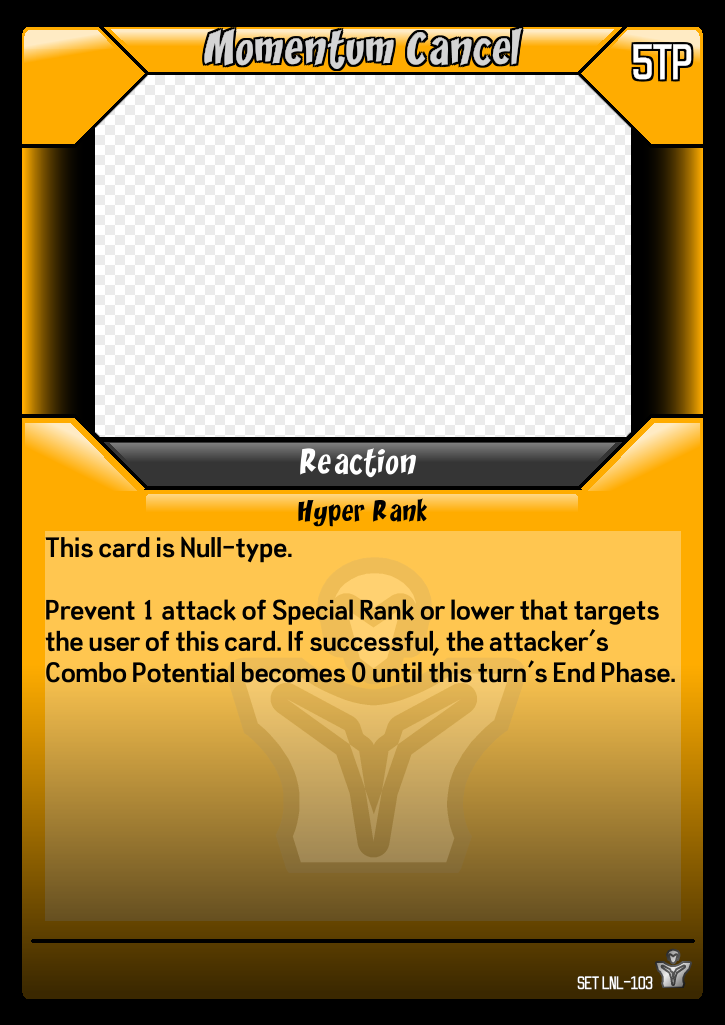 Momentum Cancel
5TP
Reaction
Hyper Rank
This card is Null-type.
Prevent 1 attack of Special Rank or lower that targets
the user of this card. If successful, the attacker's
Combo Potential becomes 0 until this turn's End Phase.
SET LNL-103